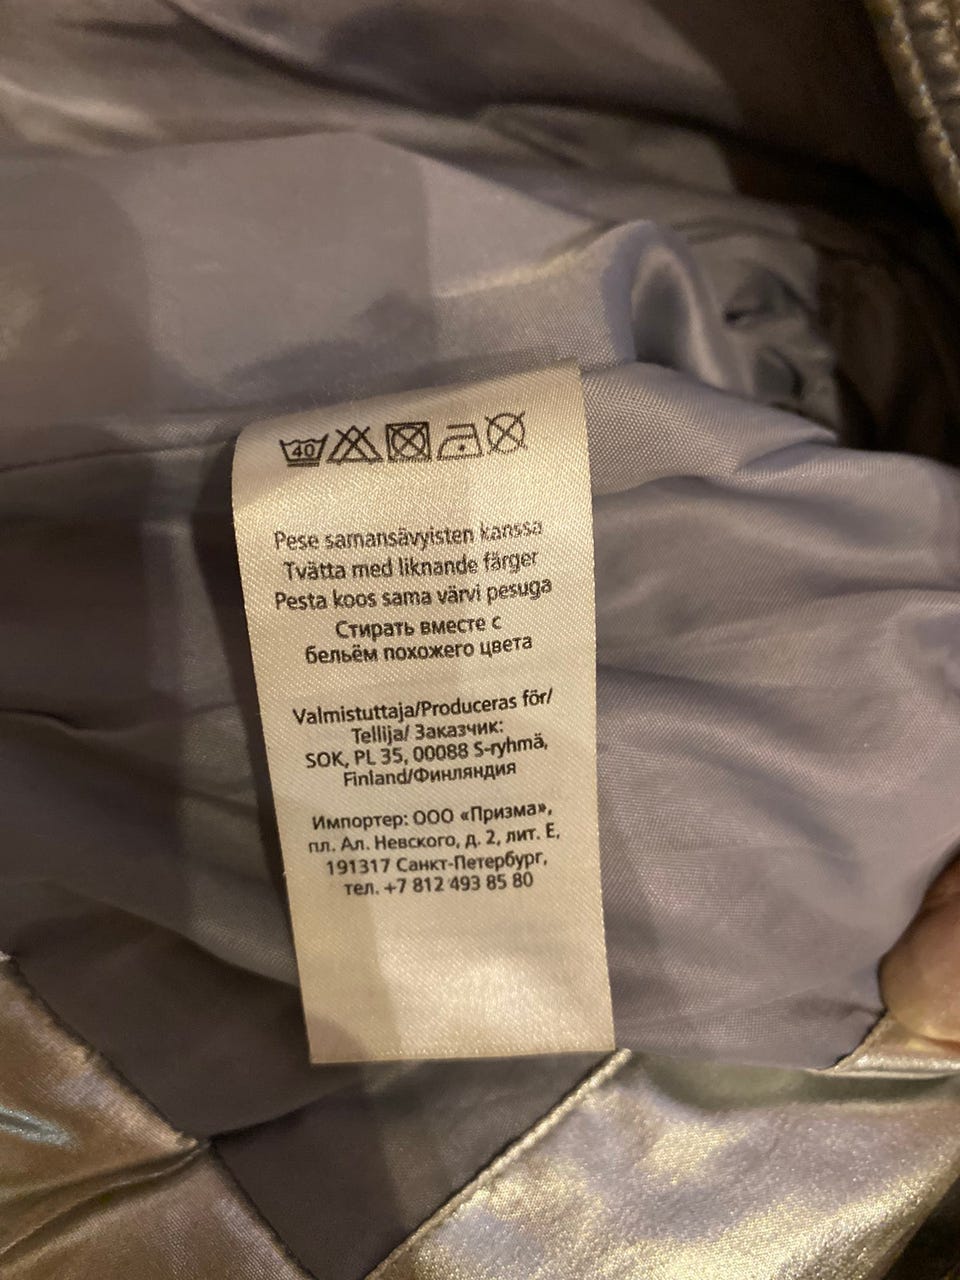 40
Pese samansävyisten kanssa
Tvätta med liknande färger
Pesta koos sama värvi pesuga
Стирать вместе с
бельём похожего цвета
Valmistuttaja/Produceras för/
Tellija/ Заказчик:
SOK, PL 35, 00088 S-ryhmä,
Finland/Финляндия
Импортер: ООО «Призма»,
пл. Ал. Невского, д. 2, лит. Е,
191317 Санкт-Петербург,
тел. +7 812 493 85 80